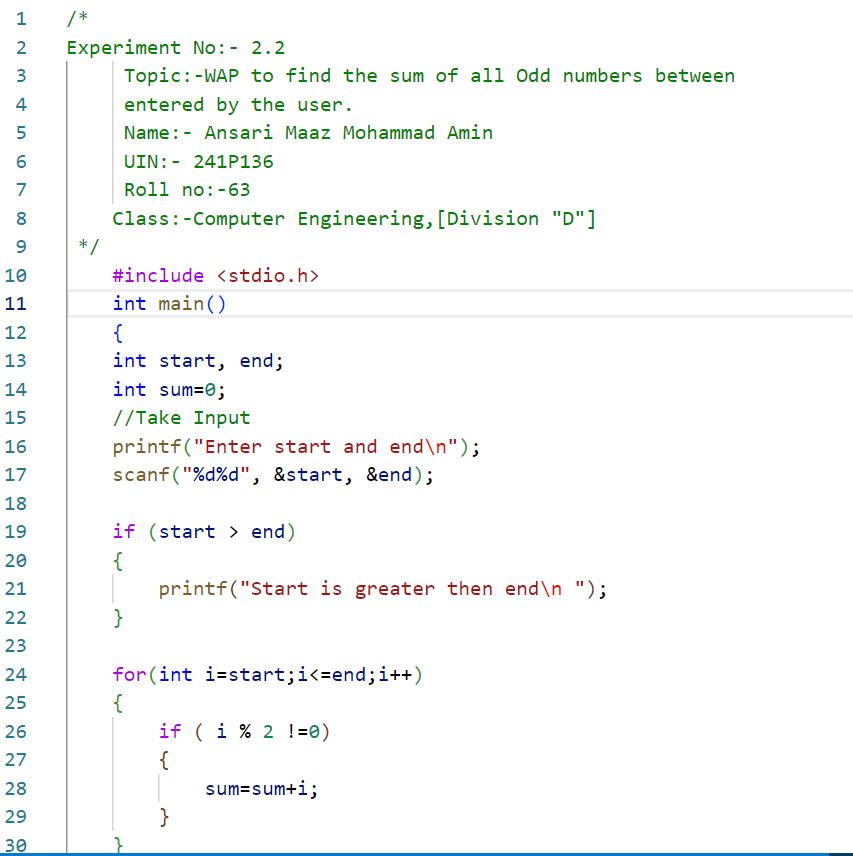 1 /*
2 Experiment No:- 2.2
3 Topic:-WAP to find the sum of all Odd numbers between
4 entered by the user.
5 Name:- Ansari Maaz Mohammad Amin
6 UIN:- 241P136
7 Roll no:-63
8 Class:-Computer Engineering,[Division "D"]
9 */
10 #include <stdio.h>
11 int main()
12 {
13 int start, end;
14 int sum=0;
15 //Take Input
16 printf("Enter start and end\n");
17 scanf("%d%d", &start, &end);
18
19 if (start > end)
20 {
21 printf("Start is greater then end\n ");
22 }
23
24 for(int i=start;i<=end;i++)
25 {
26 if ( i % 2 !=0)
27 {
28 sum=sum+i;
29 }
30 }